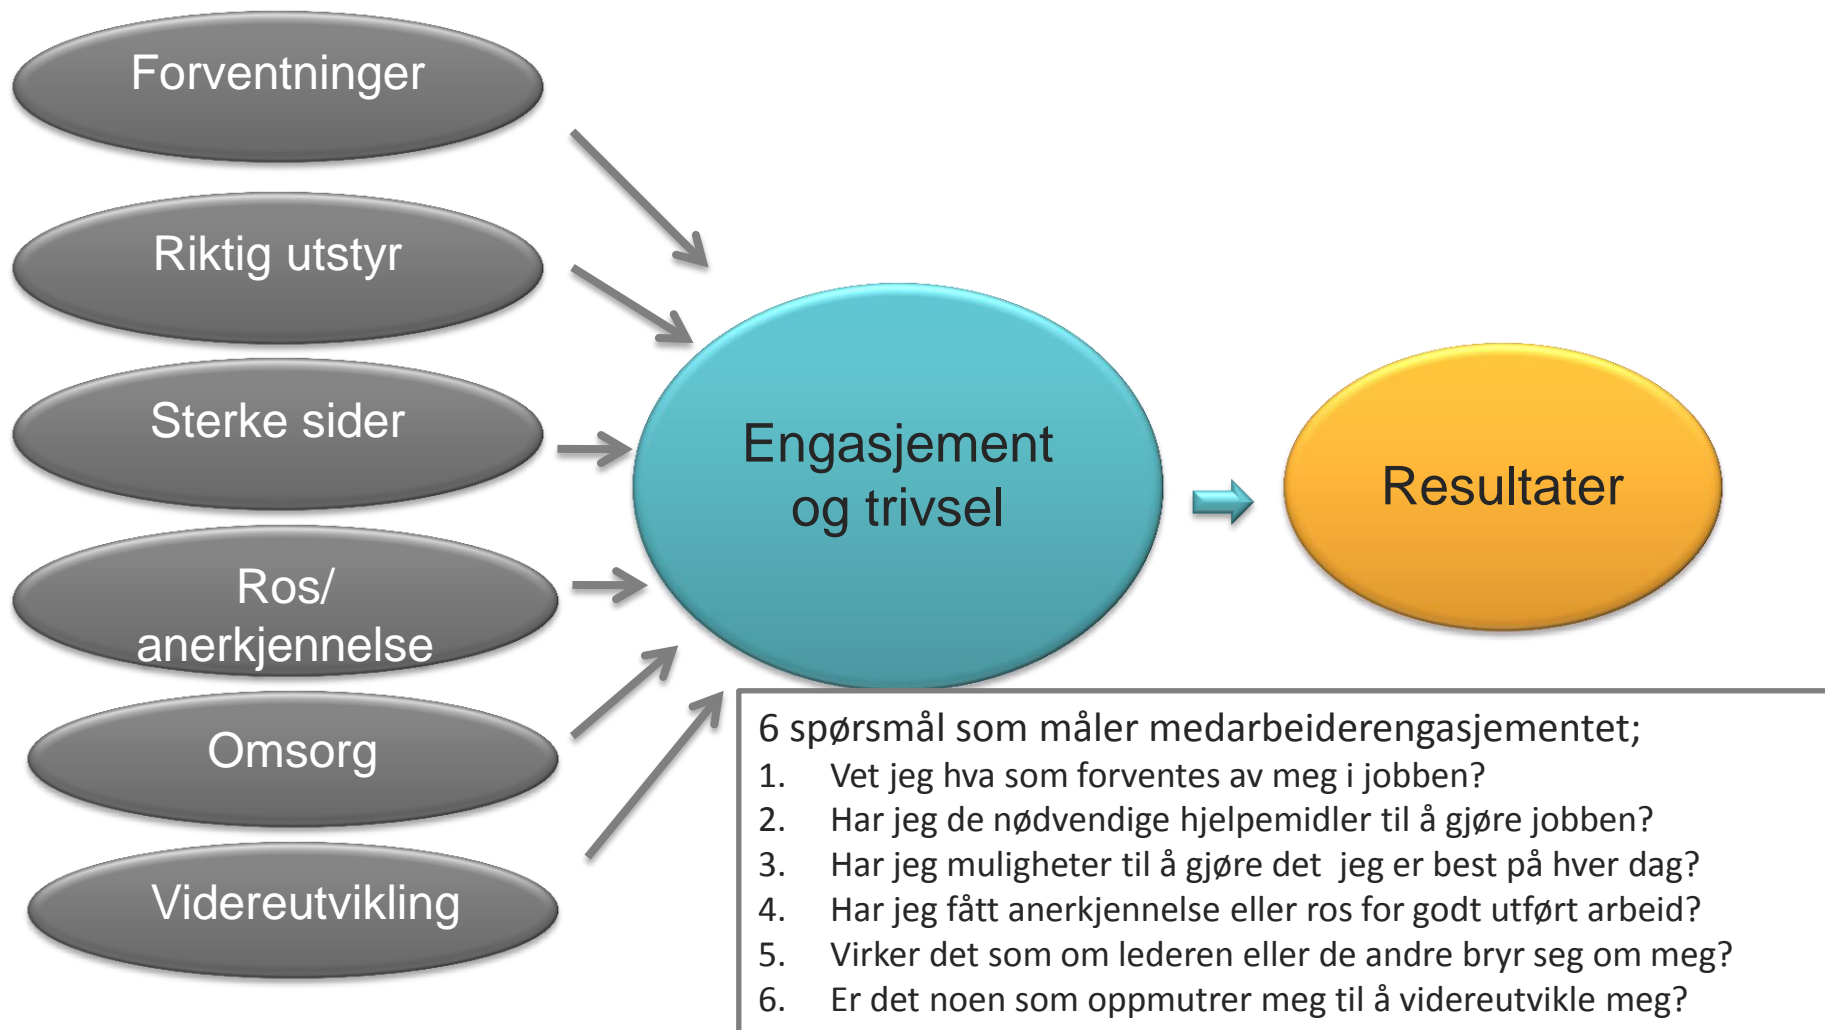 Forventninger
Riktig utstyr
Sterke sider
Ros/
anerkjennelse
Omsorg
Videreutvikling
Engasjement
og trivsel
Resultater
6 spørsmål som måler medarbeiderengasjementet;
1. Vet jeg hva som forventes av meg i jobben?
2. Har jeg de nødvendige hjelpemidler til å gjøre jobben?
3. Har jeg muligheter til å gjøre det jeg er best på hver dag?
4. Har jeg fått anerkjennelse eller ros for godt utført arbeid?
5. Virker det som om lederen eller de andre bryr seg om meg?
6. Er det noen som oppmutrer meg til å videreutvikle meg?